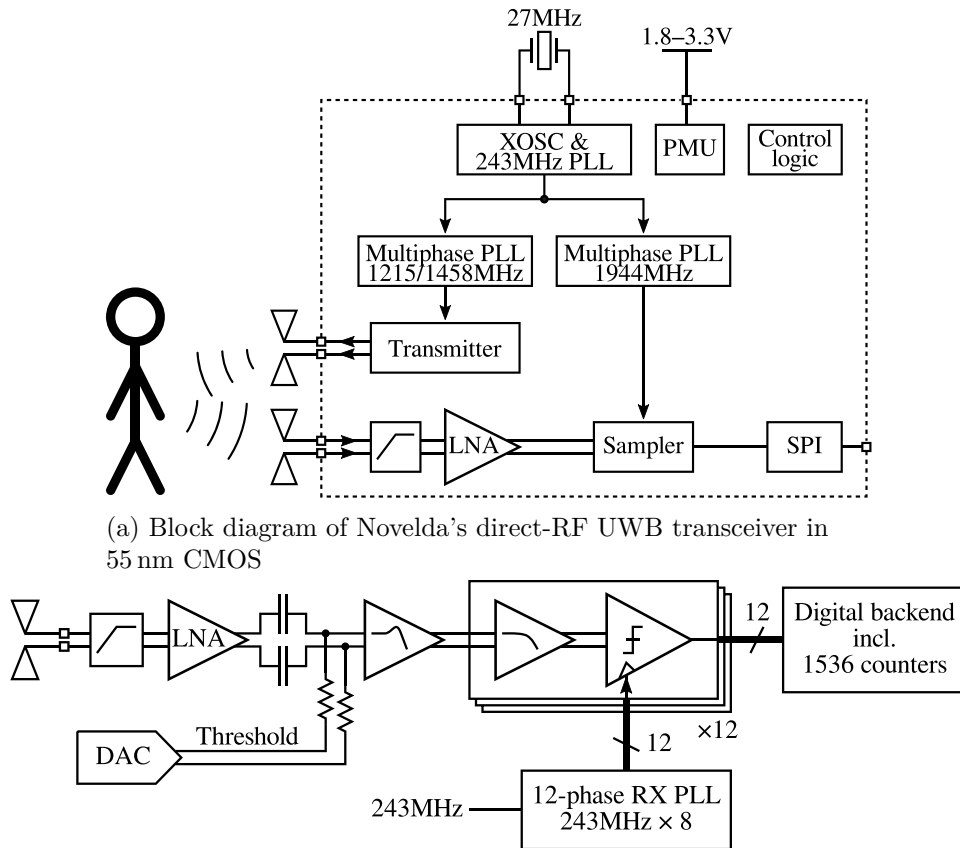 27MHz
1.8–3.3V
XOSC &
243MHz PLL
PMU
Control
logic
Multiphase PLL
1215/1458MHz
Multiphase PLL
1944MHz
Transmitter
LNA
Sampler
SPI
(a) Block diagram of Novelda's direct-RF UWB transceiver in
55 nm CMOS
LNA
12
Digital backend
incl.
1536 counters
Threshold
DAC
×12
12
243MHz
12-phase RX PLL
243MHz × 8